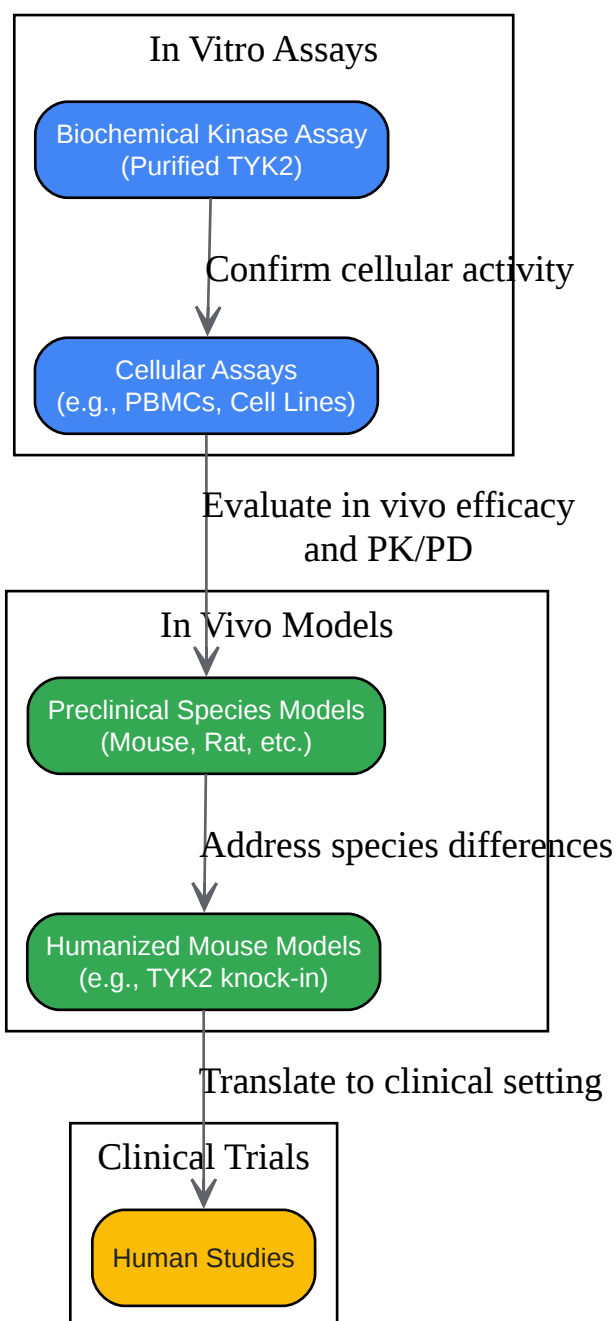 In Vitro Assays
Biochemical Kinase Assay
(Purified TYK2)
Confirm cellular activity
Cellular Assays
(e.g., PBMCs, Cell Lines)
Evaluate in vivo efficacy
and PK/PD
In Vivo Models
Preclinical Species Models
(Mouse, Rat, etc.)
Address species differences
Humanized Mouse Models
(e.g., TYK2 knock-in)
Translate to clinical setting
Clinical Trials
Human Studies